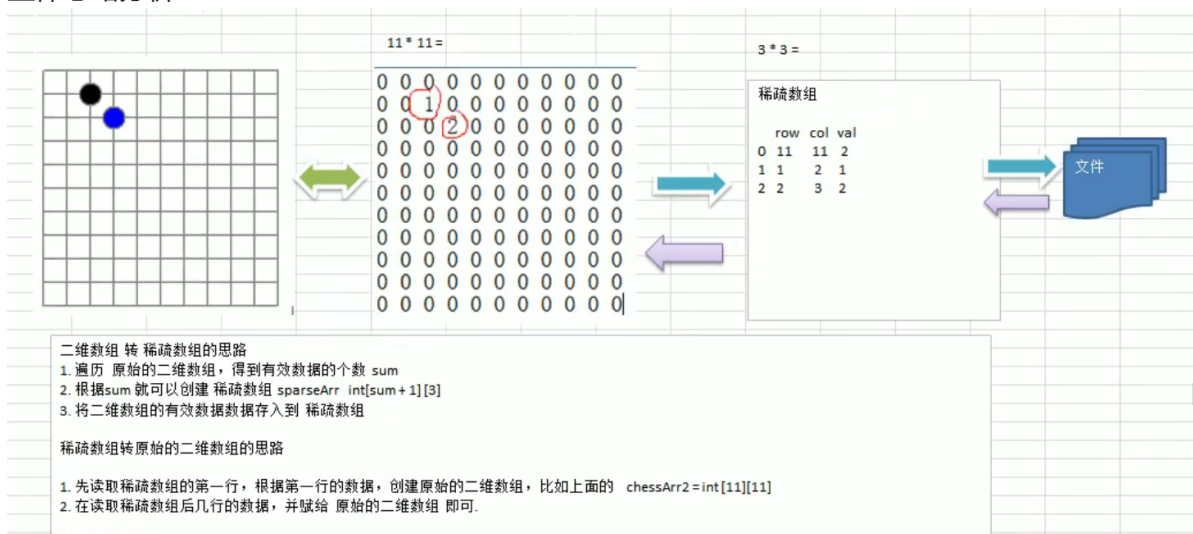 11 * 11 =
3 * 3 =
0 0 0 0 0 0 0 0 0 0 0
0 0 1 0 0 0 0 0 0 0 0
0 0 0 2 0 0 0 0 0 0 0
0 0 0 0 0 0 0 0 0 0 0
0 0 0 0 0 0 0 0 0 0 0
0 0 0 0 0 0 0 0 0 0 0
0 0 0 0 0 0 0 0 0 0 0
0 0 0 0 0 0 0 0 0 0 0
0 0 0 0 0 0 0 0 0 0 0
0 0 0 0 0 0 0 0 0 0 0
0 0 0 0 0 0 0 0 0 0 0
稀疏数组
row col val
0 11 11 2
1 1 2 1
2 2 3 2
文件
二维数组 转 稀疏数组的思路
1. 遍历 原始的二维数组，得到有效数据的个数 sum
2. 根据sum 就可以创建 稀疏数组 sparseArr int[sum + 1] [3]
3. 将二维数组的有效数据数据存入到 稀疏数组
稀疏数组转原始的二维数组的思路
1. 先读取稀疏数组的第一行，根据第一行的数据，创建原始的二维数组，比如上面的 chessArr2 = int [11][11]
2. 在读取稀疏数组后几行的数据，并赋给 原始的二维数组 即可.